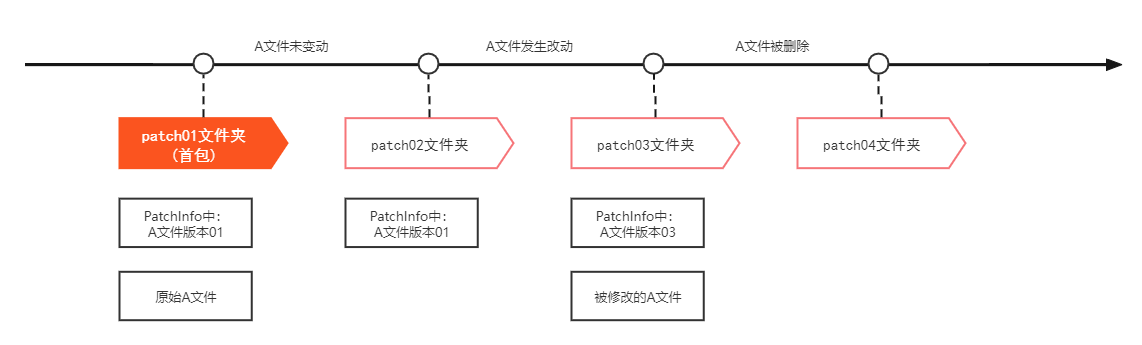 A文件未变动
A文件发生改动
A文件被删除
patch01文件夹
(首包)
patch02文件夹
patch03文件夹
patch04文件夹
PatchInfo中:
A文件版本01
PatchInfo中:
A文件版本01
PatchInfo中:
A文件版本03
原始A文件
被修改的A文件